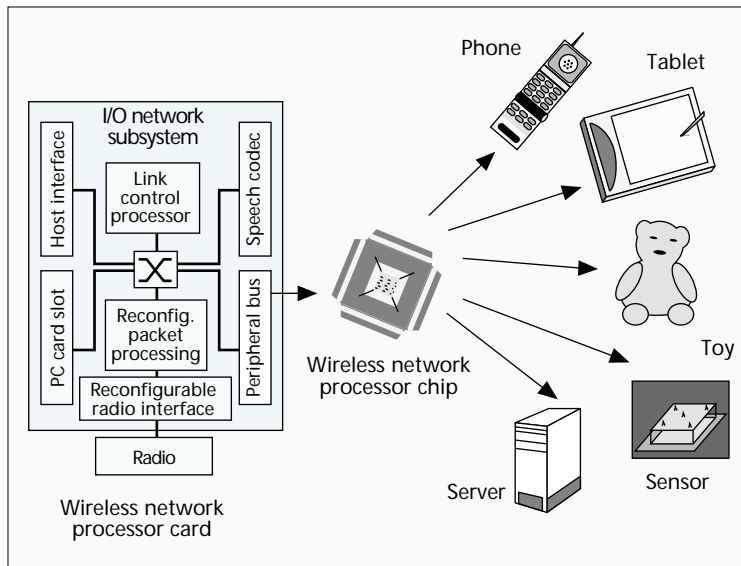 Phone
Tablet
I/O network
subsystem
Host interface
Link
control
processor
Speech codec
PC card slot
Reconfig.
packet
processing
Peripheral bus
Reconfigurable
radio interface
Radio
Wireless network
processor card
Wireless network
processor chip
Toy
Server
Sensor